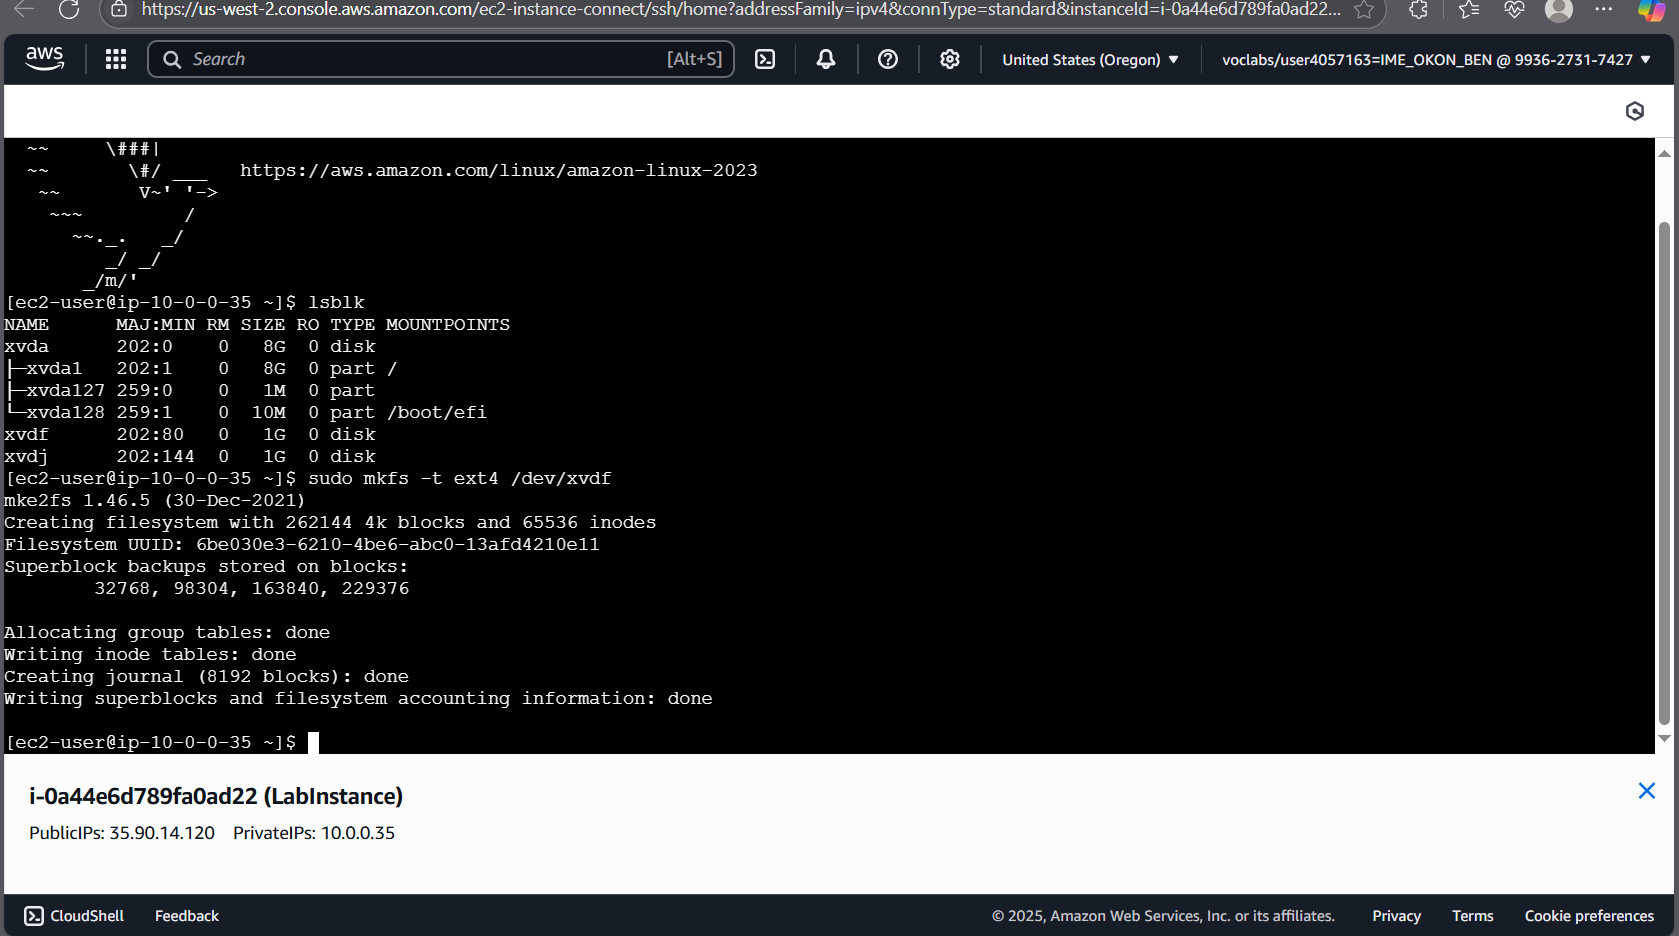 https://us-west-2.console.aws.amazon.com/ec2-instance-connect/ssh/home?addressFamily=ipv4&connType=standard&instanceId=i-0a44e6d789fa0ad22...
aws
Search [Alt+S]
United States (Oregon) ▼
voclabs/user4057163=IME_OKON_BEN @ 9936-2731-7427 ▼
  ~~     \###|
  ~~       \#/ ___   https://aws.amazon.com/linux/amazon-linux-2023
   ~~       V~' '->
    ~~~         /
      ~~._.   _/
         _/ _/
       _/m/'
[ec2-user@ip-10-0-0-35 ~]$ lsblk
NAME      MAJ:MIN RM SIZE RO TYPE MOUNTPOINTS
xvda      202:0    0   8G  0 disk
├─xvda1   202:1    0   8G  0 part /
├─xvda127 259:0    0   1M  0 part
└─xvda128 259:1    0  10M  0 part /boot/efi
xvdf      202:80   0   1G  0 disk
xvdj      202:144  0   1G  0 disk
[ec2-user@ip-10-0-0-35 ~]$ sudo mkfs -t ext4 /dev/xvdf
mke2fs 1.46.5 (30-Dec-2021)
Creating filesystem with 262144 4k blocks and 65536 inodes
Filesystem UUID: 6be030e3-6210-4be6-abc0-13afd4210e11
Superblock backups stored on blocks:
        32768, 98304, 163840, 229376
Allocating group tables: done
Writing inode tables: done
Creating journal (8192 blocks): done
Writing superblocks and filesystem accounting information: done
[ec2-user@ip-10-0-0-35 ~]$
i-0a44e6d789fa0ad22 (LabInstance)
PublicIPs: 35.90.14.120 PrivateIPs: 10.0.0.35
CloudShell Feedback © 2025, Amazon Web Services, Inc. or its affiliates. Privacy Terms Cookie preferences